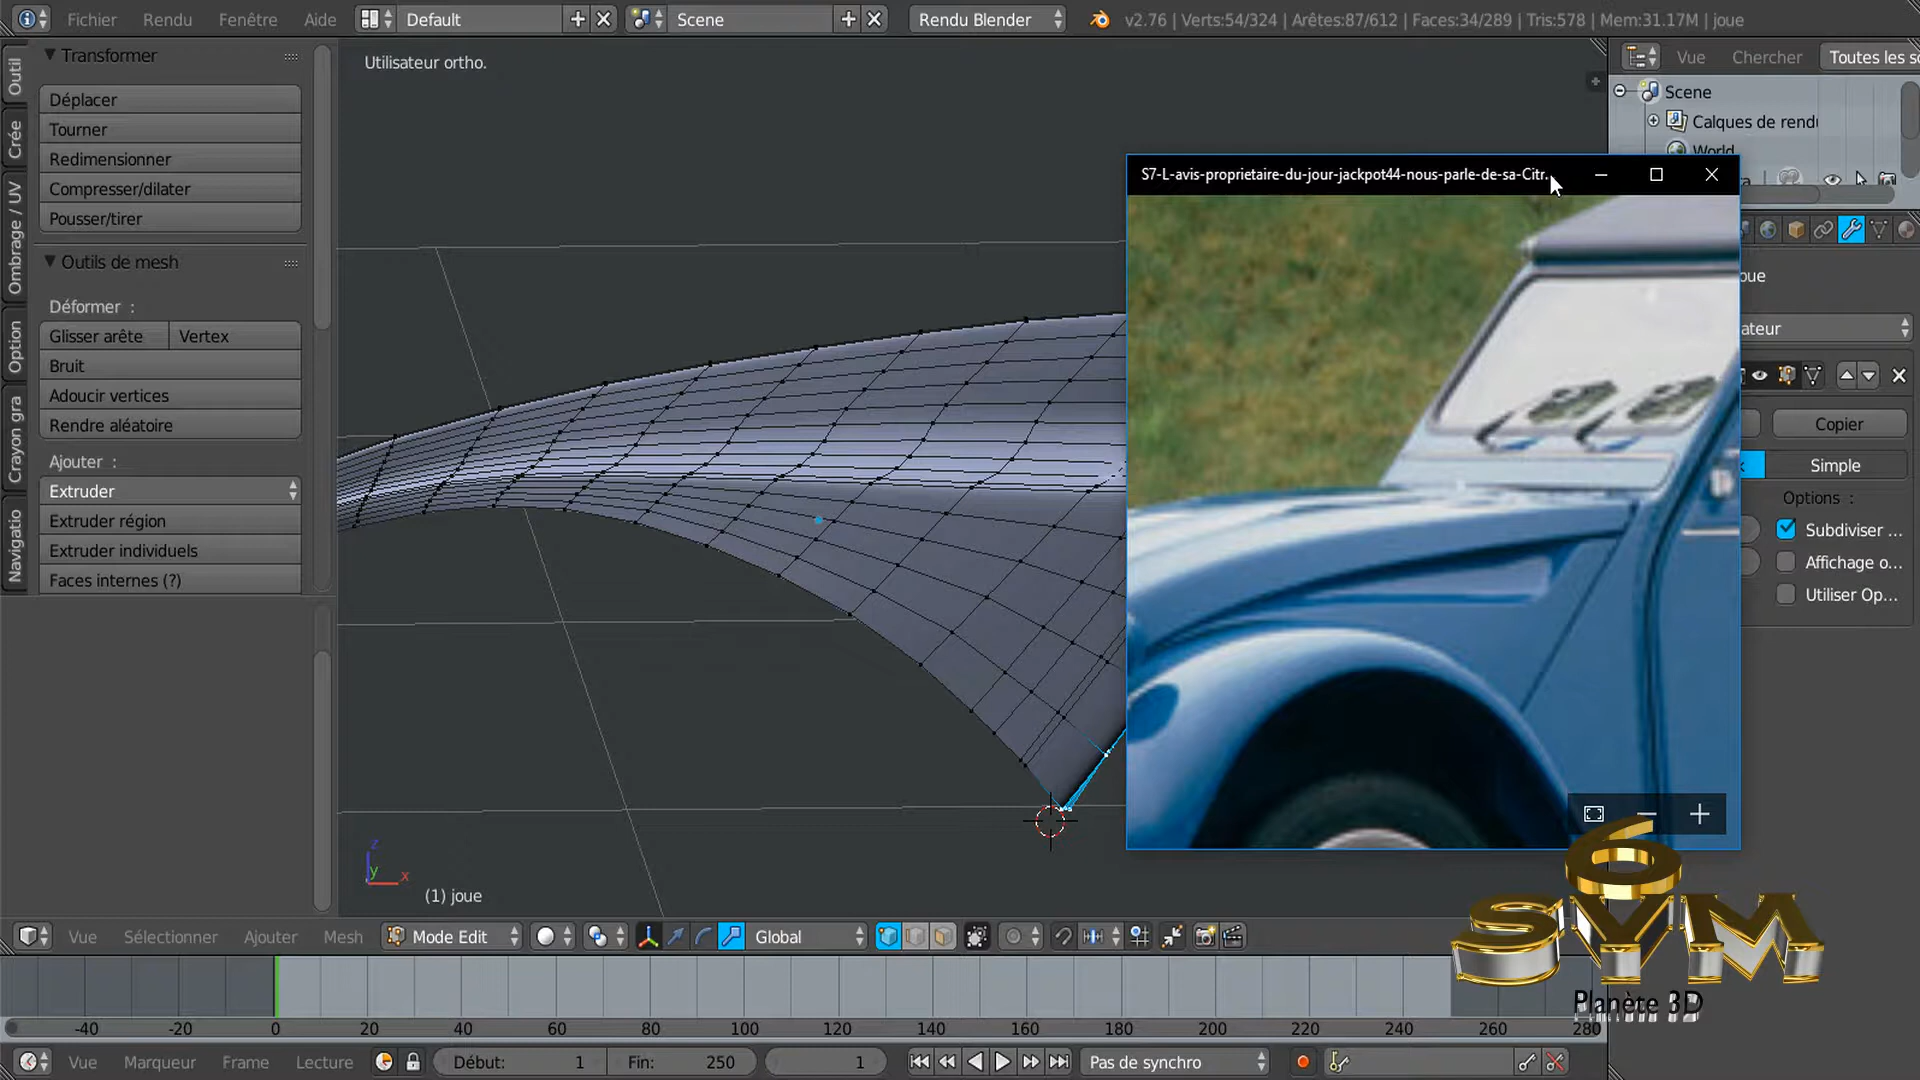 Fichier Rendu Fenêtre Aide Default Scene Rendu Blender v2.76 | Verts:54/324 | Arêtes:87/612 | Faces:34/289 | Tris:578 | Mem:31.17M | joue
Outil
Crée
Ombrage / UV
Option
Crayon gra
Navigatio
Transformer
Déplacer
Tourner
Redimensionner
Compresser/dilater
Pousser/tirer
Outils de mesh
Déformer :
Glisser arête Vertex
Bruit
Adoucir vertices
Rendre aléatoire
Ajouter :
Extruder
Extruder région
Extruder individuels
Faces internes (?)
Utilisateur ortho.
z
y
x
(1) joue
S7-L-avis-proprietaire-du-jour-jackpot44-nous-parle-de-sa-Citr...
Vue Chercher Toutes les s
Scene
Calques de rend
World
a
oue
ateur
Copier
Simple
Options :
Subdiviser ...
Affichage o...
Utiliser Op...
6
SYM
Planète 3D
Vue Sélectionner Ajouter Mesh Mode Edit Global
-40 -20 0 20 40 60 80 100 120 140 160 180 200 220 240 260 280
Vue Marqueur Frame Lecture Début: 1 Fin: 250 1 Pas de synchro